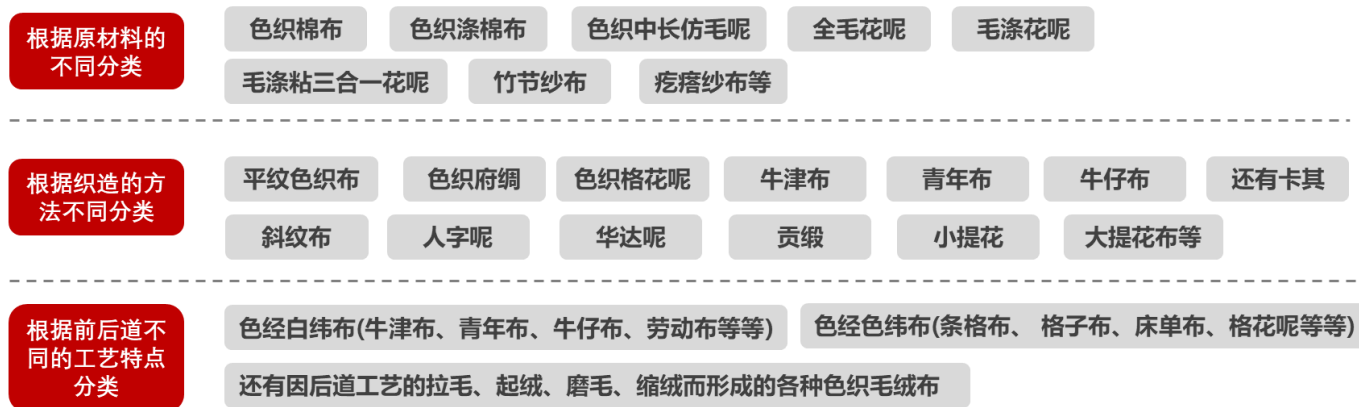 根据原材料的
不同分类
色织棉布 色织涤棉布 色织中长仿毛呢 全毛花呢 毛涤花呢
毛涤粘三合一花呢 竹节纱布 疙瘩纱布等
根据织造的方
法不同分类
平纹色织布 色织府绸 色织格花呢 牛津布 青年布 牛仔布 还有卡其
斜纹布 人字呢 华达呢 贡缎 小提花 大提花布等
根据前后道不
同的工艺特点
分类
色经白纬布(牛津布、青年布、牛仔布、劳动布等等) 色经色纬布(条格布、 格子布、床单布、格花呢等等)
还有因后道工艺的拉毛、起绒、磨毛、缩绒而形成的各种色织毛绒布